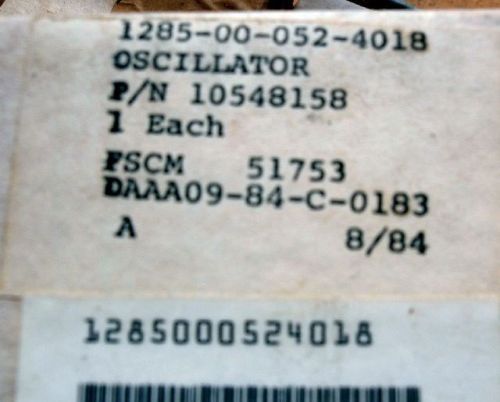 1285-00-052-4018
OSCILLATOR
P/N 10548158
1 Each
FSCM 51753
DAAA09-84-C-0183
A 8/84
1285000524018